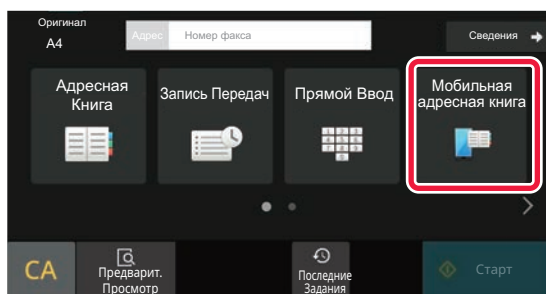 Оригинал
A4
Адрес
Номер факса
Сведения
Адресная
Книга
Запись Передач
Прямой Ввод
Мобильная
адресная книга
CA
Предварит.
Просмотр
Последние
Задания
Старт